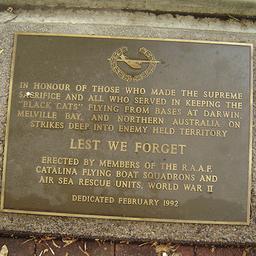 IN HONOUR OF THOSE WHO MADE THE SUPREME
SACRIFICE AND ALL WHO SERVED IN KEEPING THE
"BLACK CATS" FLYING FROM BASES AT DARWIN,
MELVILLE BAY, AND NORTHERN AUSTRALIA ON
STRIKES DEEP INTO ENEMY HELD TERRITORY
LEST WE FORGET
ERECTED BY MEMBERS OF THE R.A.A.F.
CATALINA FLYING BOAT SQUADRONS AND
AIR SEA RESCUE UNITS, WORLD WAR II
DEDICATED FEBRUARY 1992